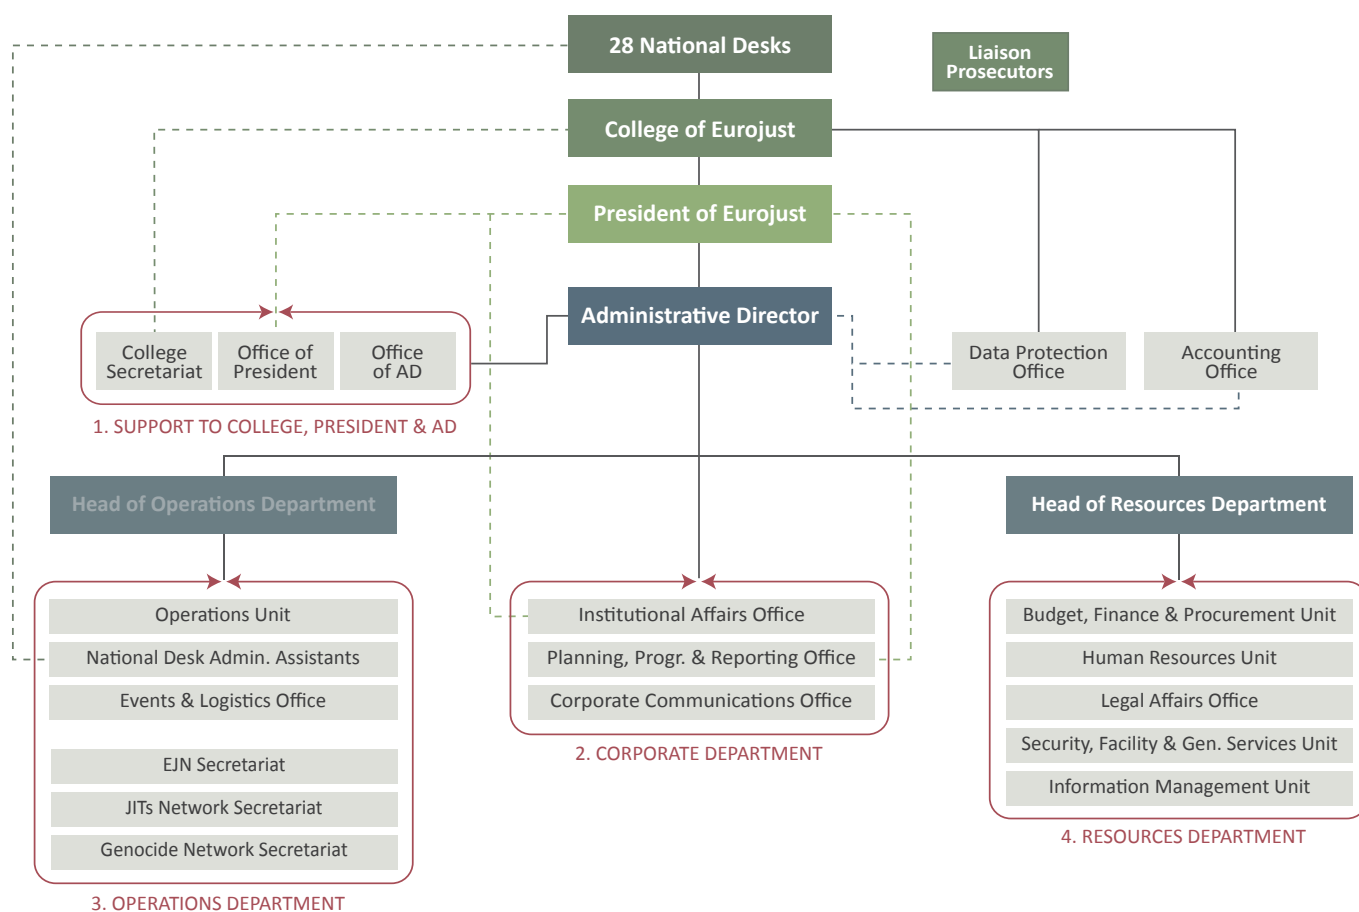 28 National Desks
Liaison
Prosecutors
College of Eurojust
President of Eurojust
Administrative Director
College
Secretariat
Office of
President
Office
of AD
Data Protection
Office
Accounting
Office
1. SUPPORT TO COLLEGE, PRESIDENT & AD
Head of Operations Department
Head of Resources Department
Operations Unit
National Desk Admin. Assistants
Events & Logistics Office
EJN Secretariat
JITs Network Secretariat
Genocide Network Secretariat
3. OPERATIONS DEPARTMENT
Institutional Affairs Office
Planning, Progr. & Reporting Office
Corporate Communications Office
2. CORPORATE DEPARTMENT
Budget, Finance & Procurement Unit
Human Resources Unit
Legal Affairs Office
Security, Facility & Gen. Services Unit
Information Management Unit
4. RESOURCES DEPARTMENT